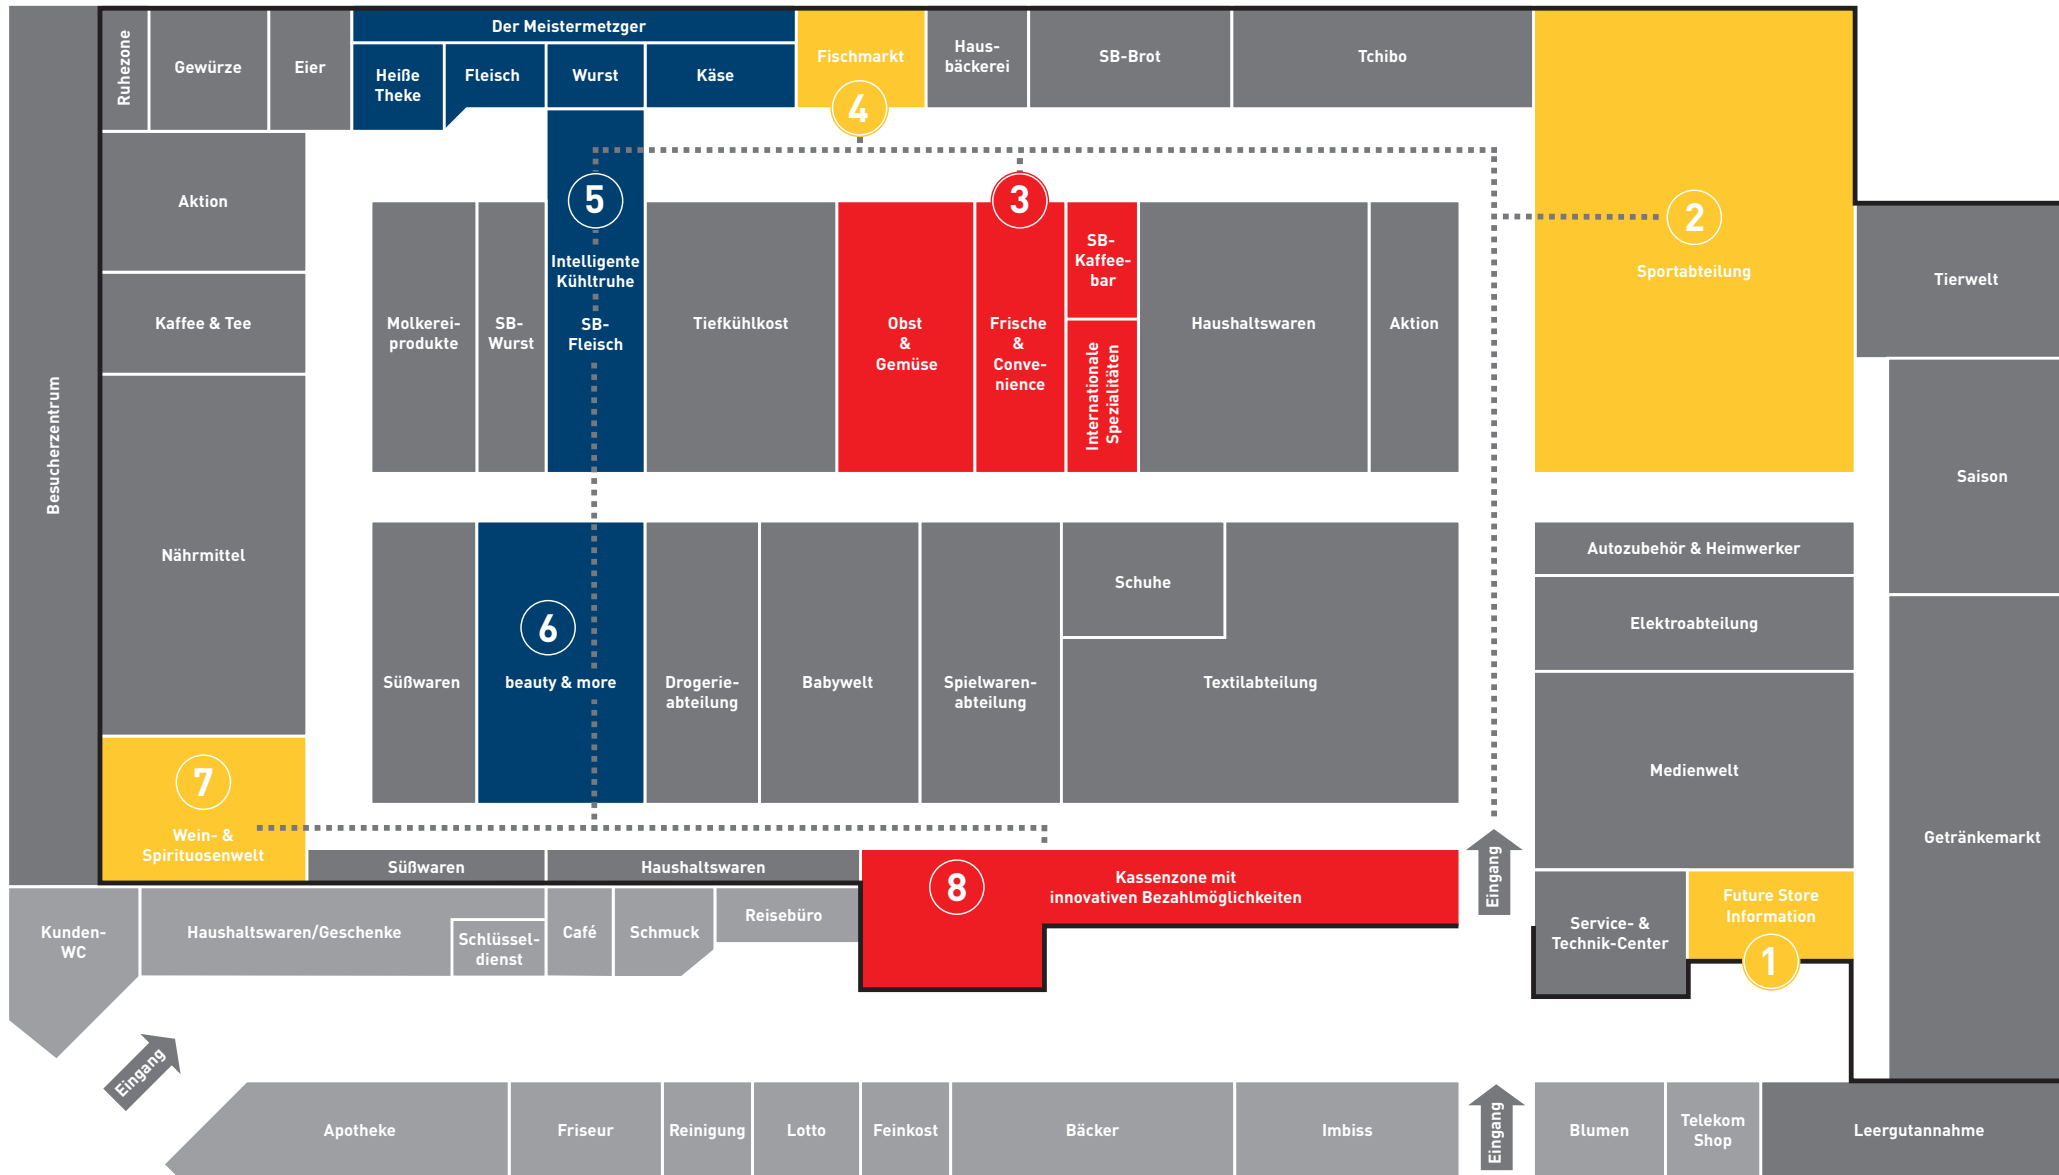 Der Meistermetzger
Ruhezone
Gewürze
Eier
Heiße
Theke
Fleisch
Wurst
Käse
Fischmarkt
4
Haus-
bäckerei
SB-Brot
Tchibo
Aktion
5
3
2
Sportabteilung
Tierwelt
Kaffee & Tee
Molkerei-
produkte
SB-
Wurst
Intelligente
Kühltruhe
SB-
Fleisch
Tiefkühlkost
Obst
&
Gemüse
Frische
&
Conve-
nience
SB-
Kaffee-
bar
Internationale
Spezialitäten
Haushaltswaren
Aktion
Besucherzentrum
Saison
Nährmittel
Süßwaren
6
beauty & more
Drogerie-
abteilung
Babywelt
Spielwaren-
abteilung
Schuhe
Textilabteilung
Autozubehör & Heimwerker
Elektroabteilung
Medienwelt
Getränkemarkt
7
Wein- &
Spirituosenwelt
Süßwaren
Haushaltswaren
8
Kassenzone mit
innovativen Bezahlmöglichkeiten
Eingang
Service- &
Technik-Center
Future Store
Information
1
Kunden-
WC
Haushaltswaren/Geschenke
Schlüssel-
dienst
Café
Schmuck
Reisebüro
Eingang
Apotheke
Friseur
Reinigung
Lotto
Feinkost
Bäcker
Imbiss
Eingang
Blumen
Telekom
Shop
Leergutannahme